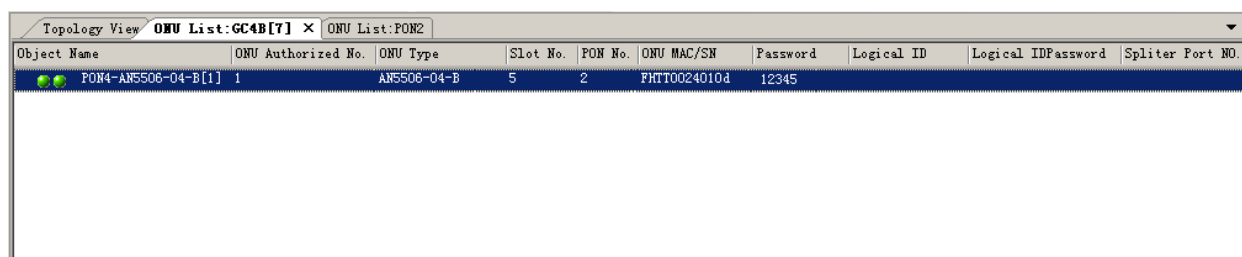 Topology View ONU List:GC4B[7] X ONU List:PON2
Object Name ONU Authorized No. ONU Type Slot No. PON No. ONU MAC/SN Password Logical ID Logical IDPassword Spliter Port NO.
PON4-AN5506-04-B[1] 1 AN5506-04-B 5 2 FHTT0024010d 12345